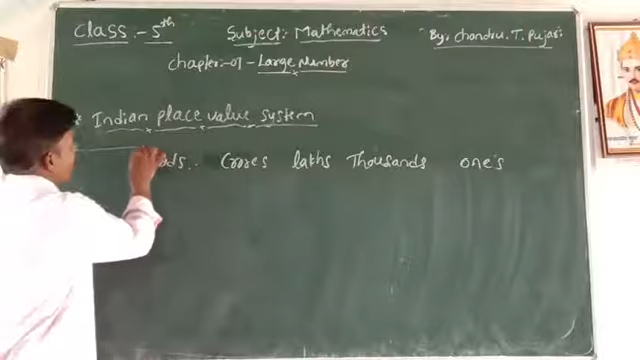 Class :- 5th Subject:- Mathematics By: Chandru. T. Pujari
Chapter:- 01 - Large Number
* Indian place value system
Crores lakhs Thousands one's